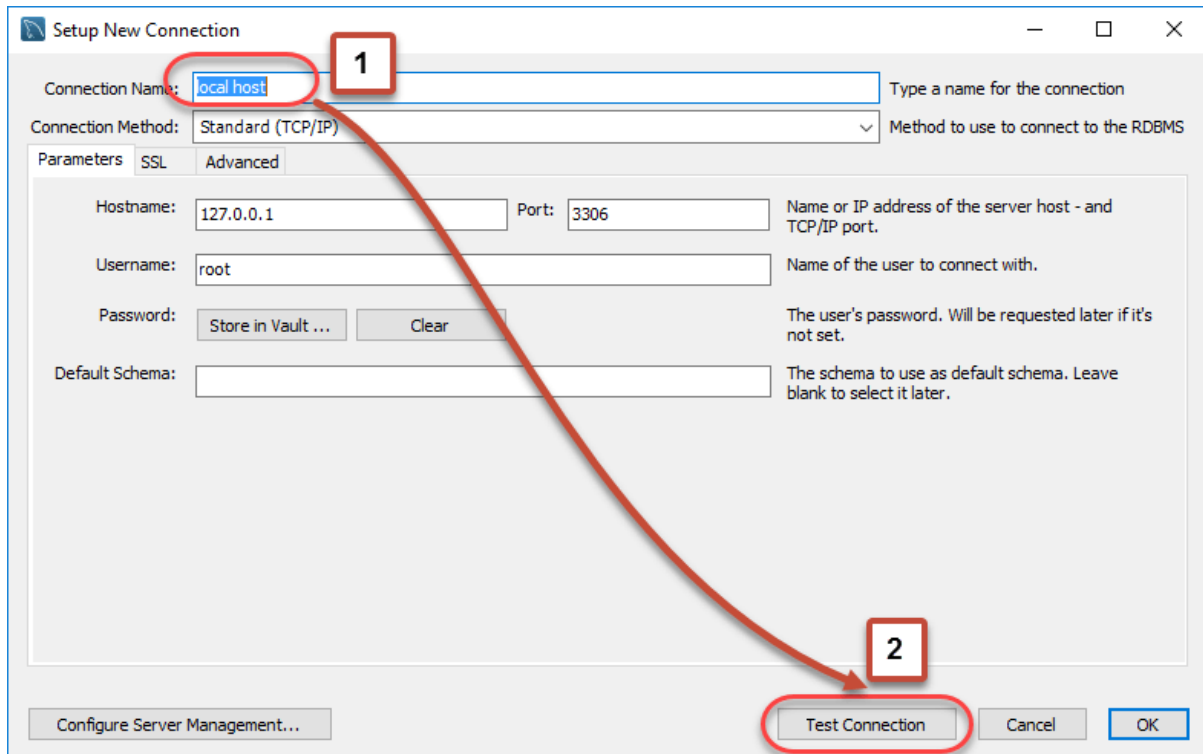 Setup New Connection
1
Connection Name: local host Type a name for the connection
Connection Method: Standard (TCP/IP) Method to use to connect to the RDBMS
Parameters SSL Advanced
Hostname: 127.0.0.1 Port: 3306 Name or IP address of the server host - and
TCP/IP port.
Username: root Name of the user to connect with.
Password: Store in Vault ... Clear The user's password. Will be requested later if it's
not set.
Default Schema: The schema to use as default schema. Leave
blank to select it later.
2
Configure Server Management... Test Connection Cancel OK